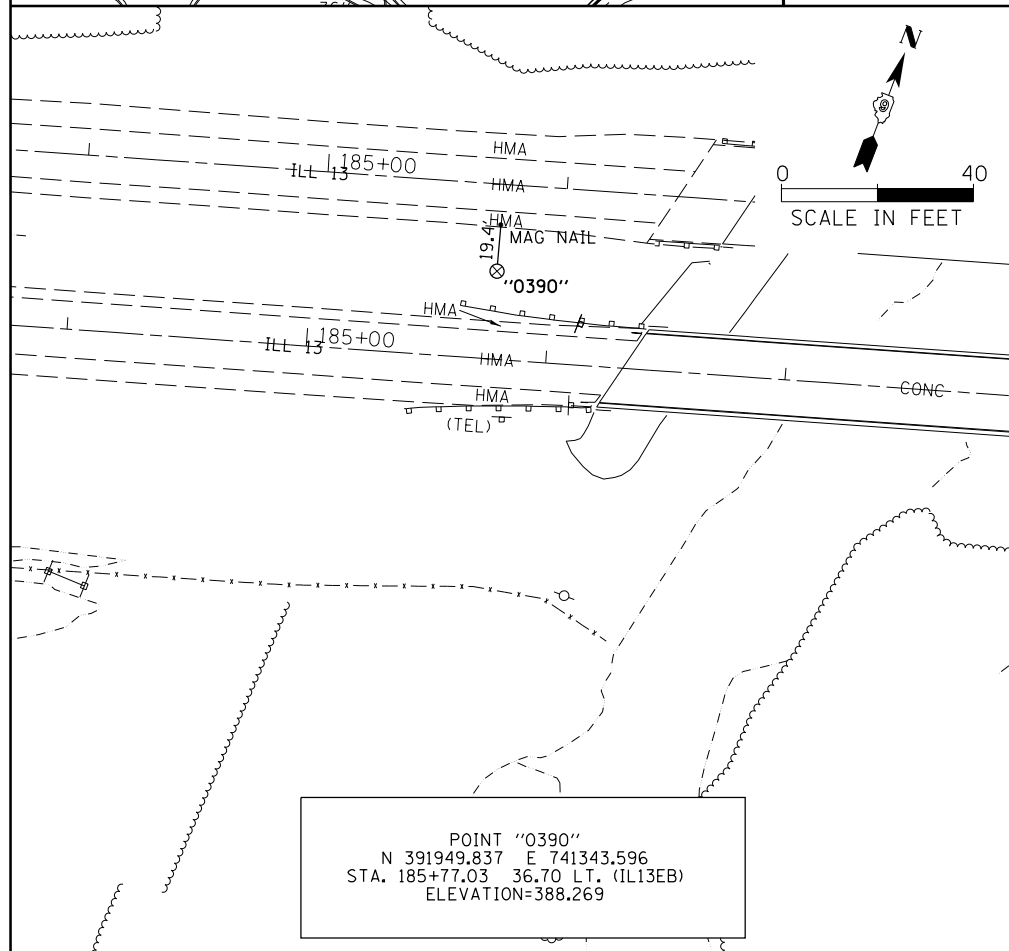 N
HMA
185+00
ILL 13
HMA
0 40
SCALE IN FEET
HMA
MAG NAIL
19.4'
"0390"
HMA
185+00
ILL 13
HMA
CONC
HMA
(TEL)
POINT "0390"
N 391949.837 E 741343.596
STA. 185+77.03 36.70 LT. (IL13EB)
ELEVATION=388.269